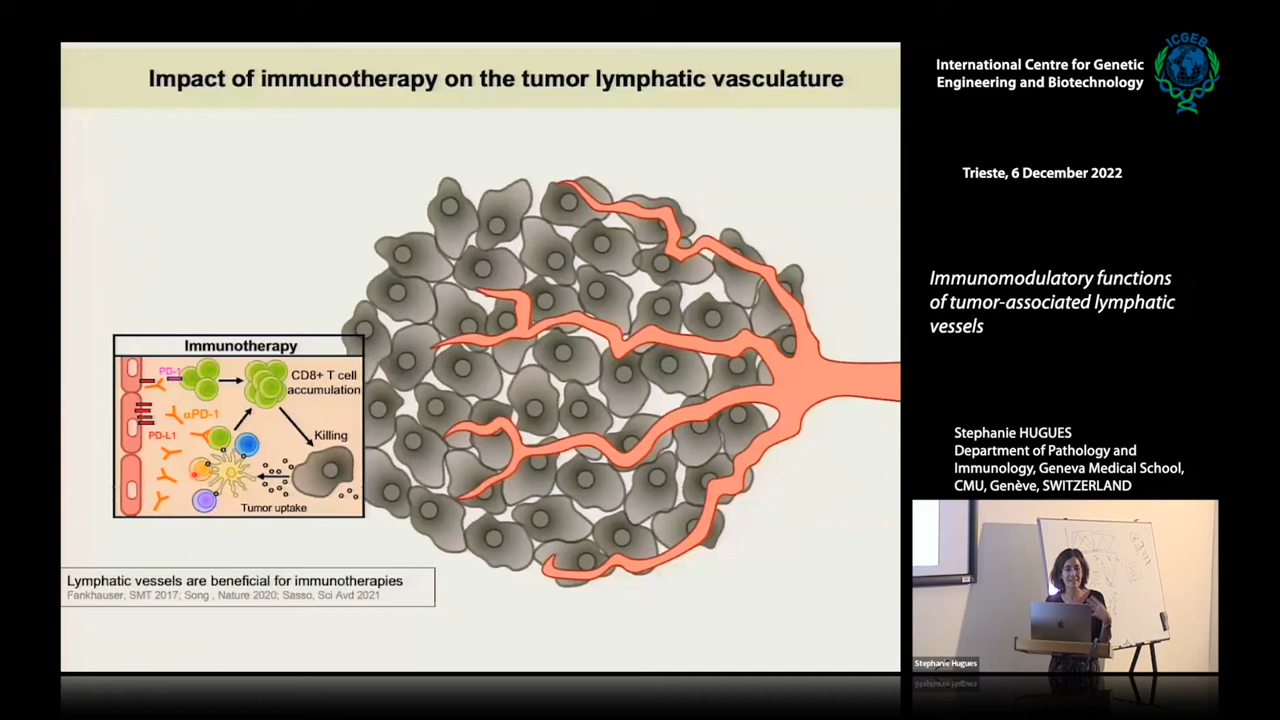 Impact of immunotherapy on the tumor lymphatic vasculature
Immunotherapy
PD-1
CD8+ T cell
accumulation
αPD-1
PD-L1
Killing
Tumor uptake
Lymphatic vessels are beneficial for immunotherapies
Fankhauser, SMT 2017; Song , Nature 2020; Sasso, Sci Avd 2021
ICGEB
International Centre for Genetic
Engineering and Biotechnology
Trieste, 6 December 2022
Immunomodulatory functions
of tumor-associated lymphatic
vessels
Stephanie HUGUES
Department of Pathology and
Immunology, Geneva Medical School,
CMU, Genève, SWITZERLAND
Stephanie Hugues